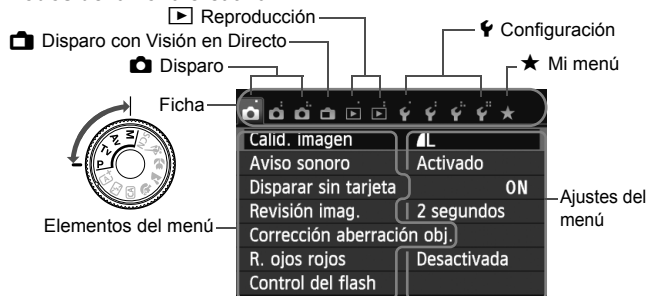 Reproducción
Configuración
Disparo con Visión en Directo
Mi menú
Disparo
Ficha
Calid. imagen L
Aviso sonoro Activado
Disparar sin tarjeta ON
Revisión imag. 2 segundos
Corrección aberración obj.
R. ojos rojos Desactivada
Control del flash
Elementos del menú
Ajustes del
menú
P Tv Av M